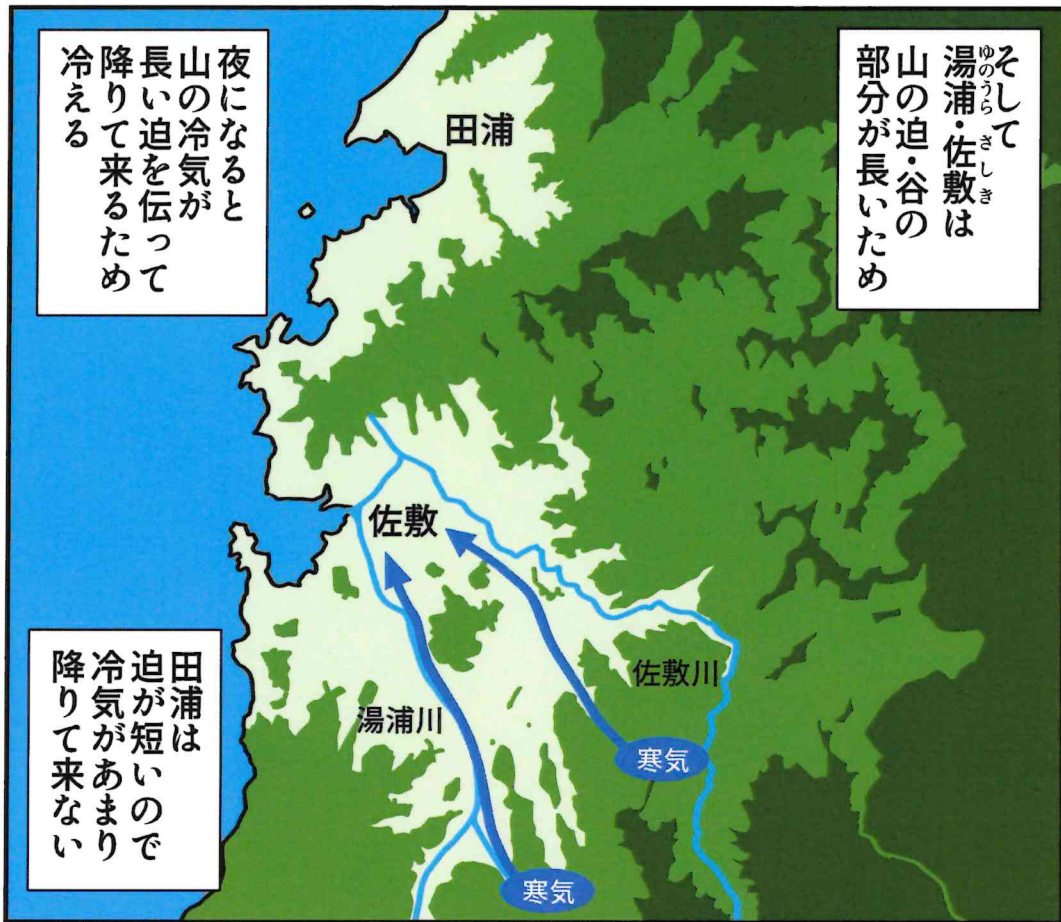 そして
湯浦・佐敷は
ゆのうら さしき
山の迫・谷の
部分が長いため
夜になると
山の冷気が
長い迫を伝って
降りて来るため
冷える
田浦
佐敷
佐敷川
湯浦川
寒気
寒気
田浦は
迫が短いので
冷気があまり
降りて来ない